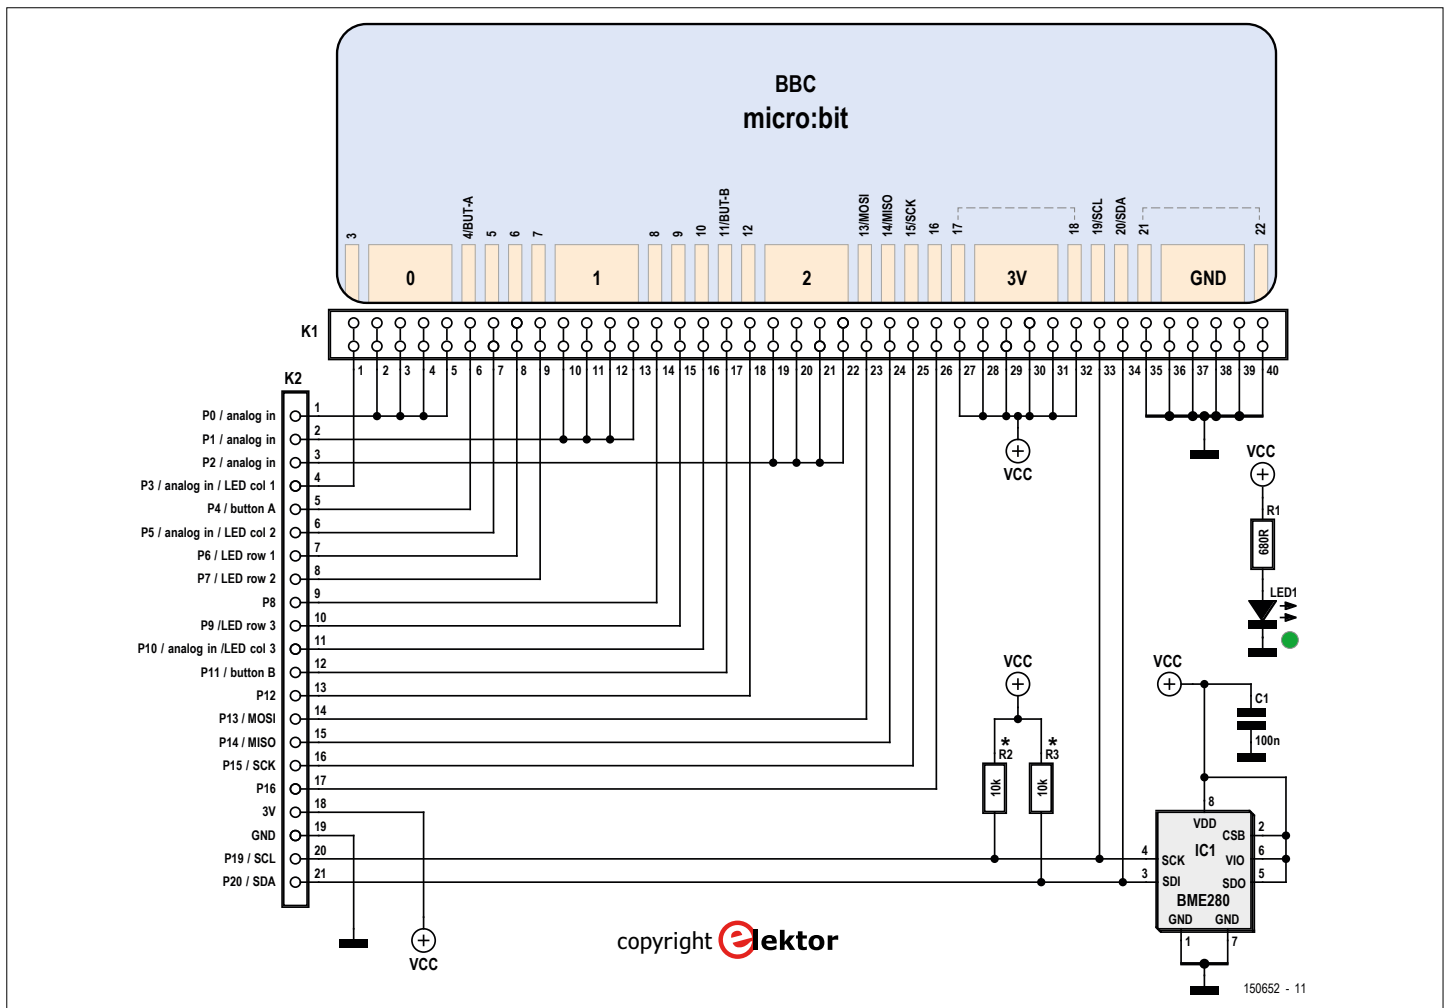 BBC
micro:bit
3
4/BUT-A
5
6
7
8
9
10
11/BUT-B
12
13/MOSI
14/MISO
15/SCK
16
17
18
19/SCL
20/SDA
21
22
0
1
2
3V
GND
K1
1 2 3 4 5 6 7 8 9 10 11 12 13 14 15 16 17 18 19 20 21 22 23 24 25 26 27 28 29 30 31 32 33 34 35 36 37 38 39 40
K2
P0 / analog in 1
P1 / analog in 2
P2 / analog in 3
P3 / analog in / LED col 1 4
P4 / button A 5
P5 / analog in / LED col 2 6
P6 / LED row 1 7
P7 / LED row 2 8
P8 9
P9 /LED row 3 10
P10 / analog in /LED col 3 11
P11 / button B 12
P12 13
P13 / MOSI 14
P14 / MISO 15
P15 / SCK 16
P16 17
3V 18
GND 19
P19 / SCL 20
P20 / SDA 21
VCC
VCC
VCC
R1
680R
LED1
VCC
* R2
10k
* R3
10k
VCC
C1
100n
8
VDD
CSB 2
IC1
4 SCK
VIO 6
3 SDI
SDO 5
BME280
GND GND
1 7
copyright elektor
150652 - 11